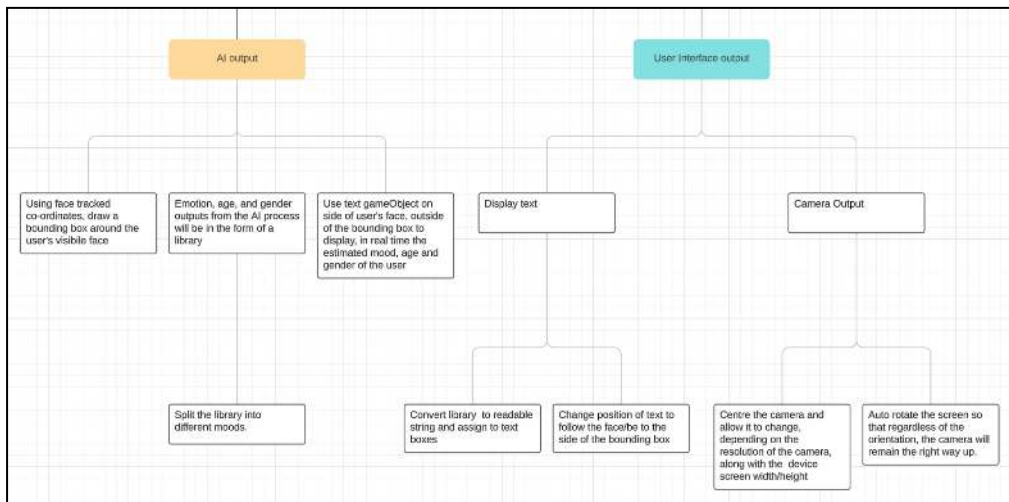 AI output
User Interface output
Using face tracked
co-ordinates, draw a
bounding box around the
user's visibile face
Emotion, age, and gender
outputs from the AI process
will be in the form of a
library
Use text gameObject on
side of user's face, outside
of the bounding box to
display, in real time the
estimated mood, age and
gender of the user
Display text
Camera Output
Split the library into
different moods.
Convert library to readable
string and assign to text
boxes
Change position of text to
follow the face/be to the
side of the bounding box
Centre the camera and
allow it to change,
depending on the
resolution of the camera,
along with the device
screen width/height
Auto rotate the screen so
that regardless of the
orientation, the camera will
remain the right way up.